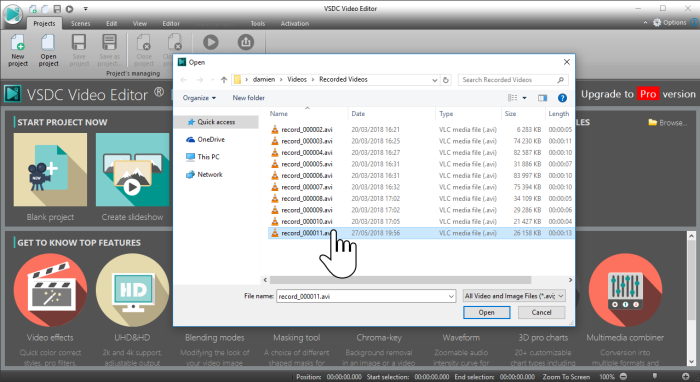 VSDC Video Editor
Projects Scenes Edit View Editor Tools Activation Options
New project
Open project
Save project
Save as... project
Close project
Project's managing
VSDC Video Editor ®
Upgrade to Pro version
START PROJECT NOW
LES
Browse...
Blank project
Create slideshow
GET TO KNOW TOP FEATURES
HD
Video effects
UHD&HD
Blending modes
Masking tool
Chroma-key
Waveform
3D pro charts
Multimedia combiner
Quick color correct
styles, pro filters
2k and 4k support,
adjustable output
Modifying the look of
your video image
A choice of different
shaped masks for
Background removal
in an image or a video
Zoomable audio
intensity curve for
20+ customizable
chart types including
Conversion into
multiple formats and
Open
damien > Videos > Recorded Videos
Search Recorded Videos
Organize
New folder
Quick access
OneDrive
This PC
Network
Name Date Type Size Length
record_000002.avi 20/03/2018 16:21 VLC media file (.avi) 6 283 KB 00:00:05
record_000003.avi 20/03/2018 16:21 VLC media file (.avi) 74 230 KB 00:00:11
record_000004.avi 20/03/2018 16:27 VLC media file (.avi) 82 587 KB 00:00:10
record_000005.avi 20/03/2018 16:31 VLC media file (.avi) 31 886 KB 00:00:07
record_000006.avi 20/03/2018 16:31 VLC media file (.avi) 83 997 KB 00:00:10
record_000007.avi 20/03/2018 16:32 VLC media file (.avi) 75 394 KB 00:00:10
record_000008.avi 20/03/2018 17:02 VLC media file (.avi) 34 109 KB 00:00:05
record_000009.avi 20/03/2018 17:02 VLC media file (.avi) 29 286 KB 00:00:06
record_000010.avi 20/03/2018 17:05 VLC media file (.avi) 21 427 KB 00:00:04
record_000011.avi 27/05/2018 19:56 VLC media file (.avi) 26 158 KB 00:00:13
File name: record_000011.avi
All Video and Image Files (*.avi;
Open Cancel
Position: 00:00:00.000 Start selection: 00:00:00.000 End selection: 00:00:00.000 Zoom To Screen 100%